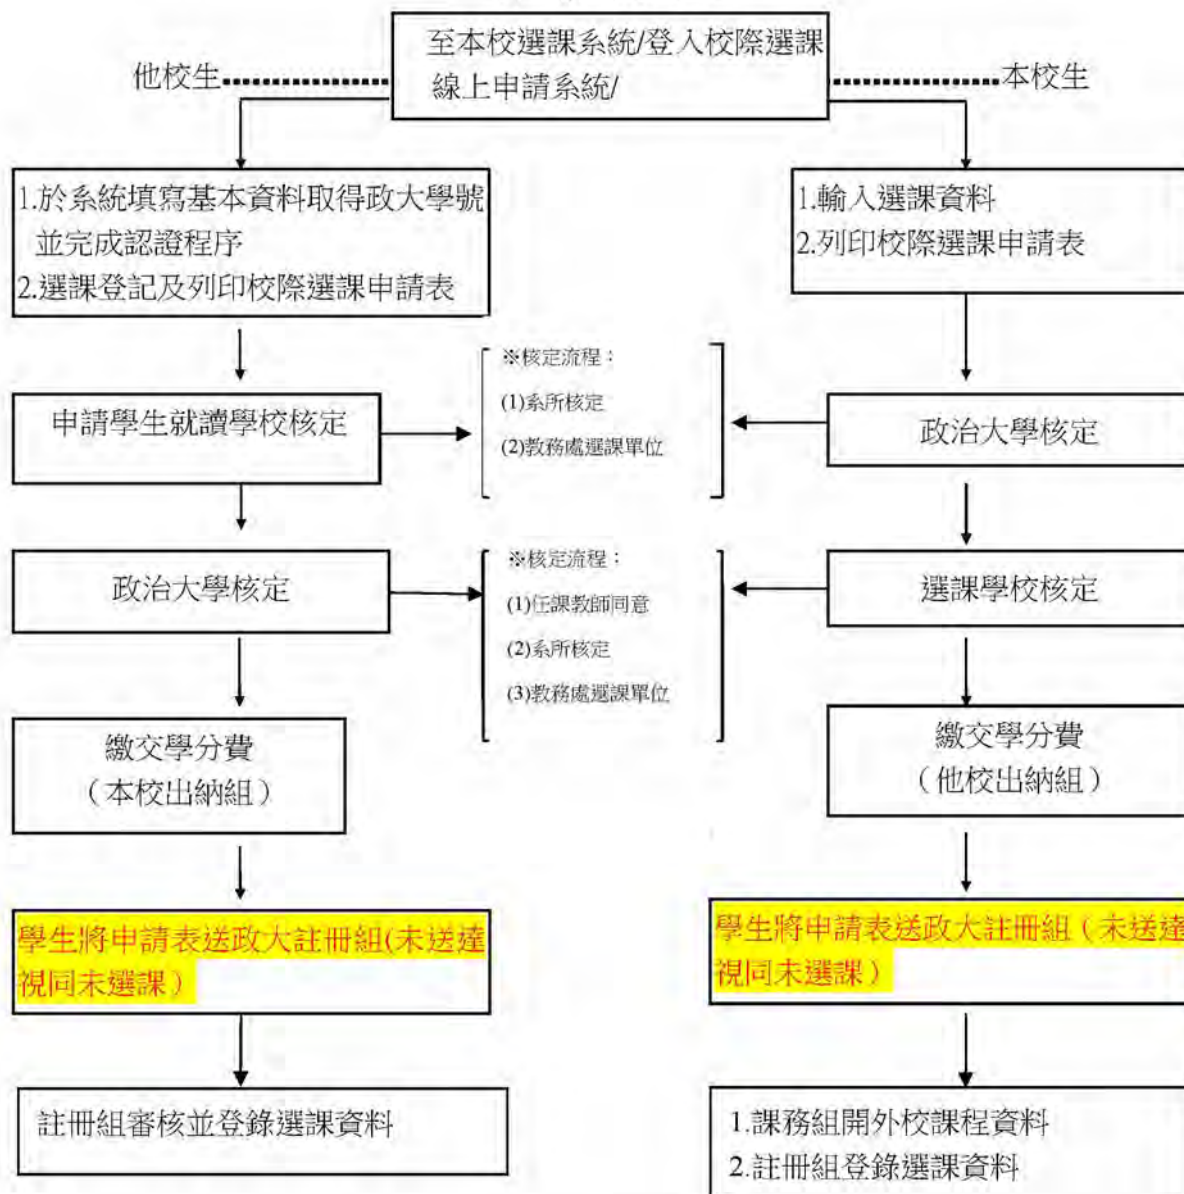 至本校選課系統/登入校際選課
線上申請系統/
他校生
本校生
1.於系統填寫基本資料取得政大學號
並完成認證程序
2.選課登記及列印校際選課申請表
1.輸入選課資料
2.列印校際選課申請表
申請學生就讀學校核定
※核定流程：
(1)系所核定
(2)教務處選課單位
政治大學核定
政治大學核定
※核定流程：
(1)任課教師同意
(2)系所核定
(3)教務處選課單位
選課學校核定
繳交學分費
（本校出納組）
繳交學分費
（他校出納組）
學生將申請表送政大註冊組(未送達
視同未選課）
學生將申請表送政大註冊組（未送達
視同未選課）
註冊組審核並登錄選課資料
1.課務組開外校課程資料
2.註冊組登錄選課資料